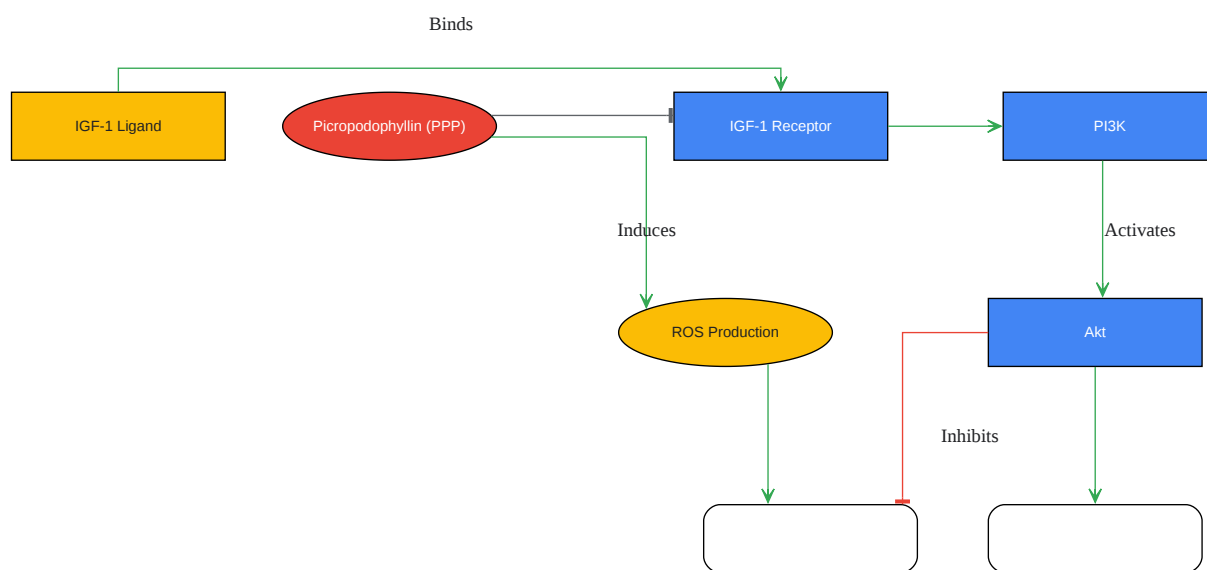 Binds
IGF-1 Ligand
Picropodophyllin (PPP)
IGF-1 Receptor
PI3K
Induces
Activates
ROS Production
Akt
Inhibits